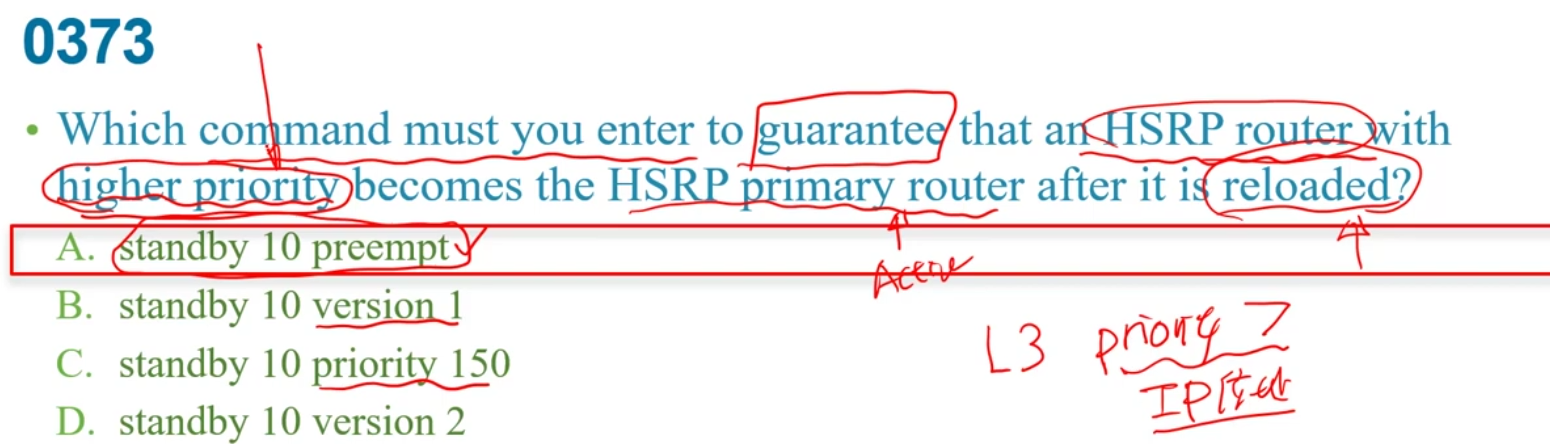 0373
• Which command must you enter to guarantee that an HSRP router with
higher priority becomes the HSRP primary router after it is reloaded?
A. standby 10 preempt
Active
B. standby 10 version 1
L3 priority >
C. standby 10 priority 150
IP
D. standby 10 version 2